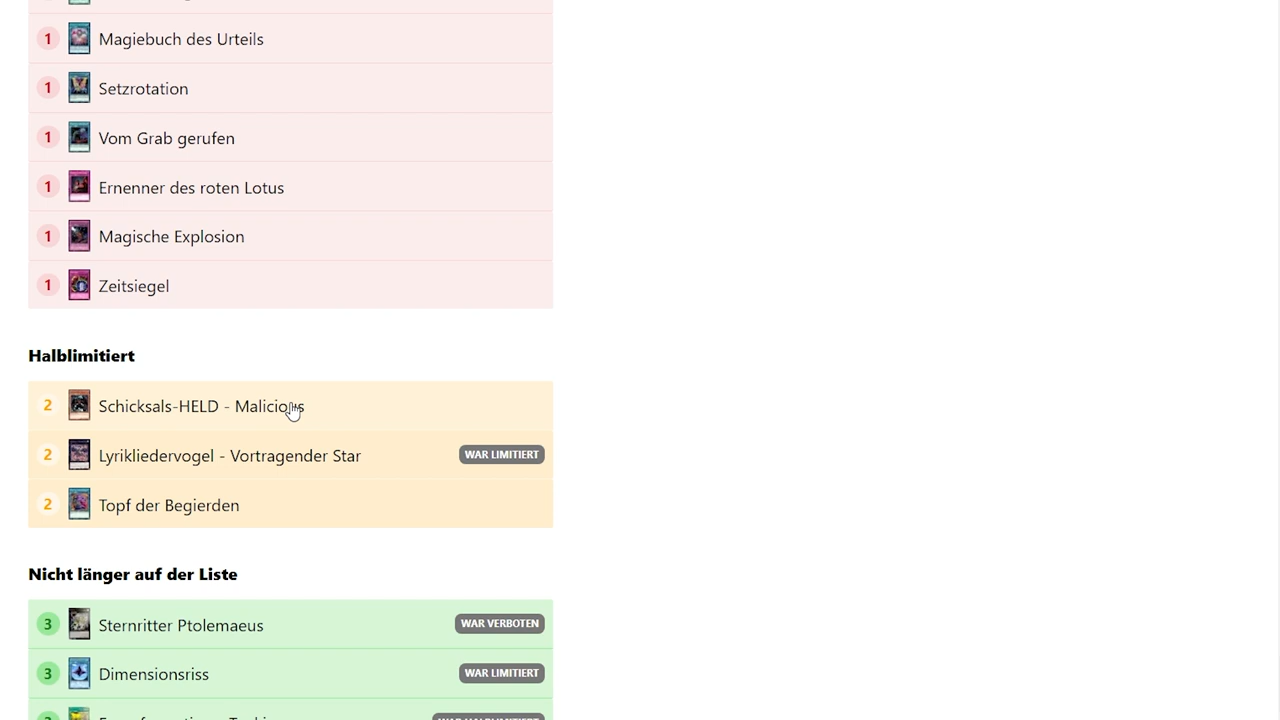 1 Magiebuch des Urteils
1 Setzrotation
1 Vom Grab gerufen
1 Ernenner des roten Lotus
1 Magische Explosion
1 Zeitsiegel
Halblimitiert
2 Schicksals-HELD - Malicious
2 Lyrikliedervogel - Vortragender Star WAR LIMITIERT
2 Topf der Begierden
Nicht länger auf der Liste
3 Sternritter Ptolemaeus WAR VERBOTEN
3 Dimensionsriss WAR LIMITIERT